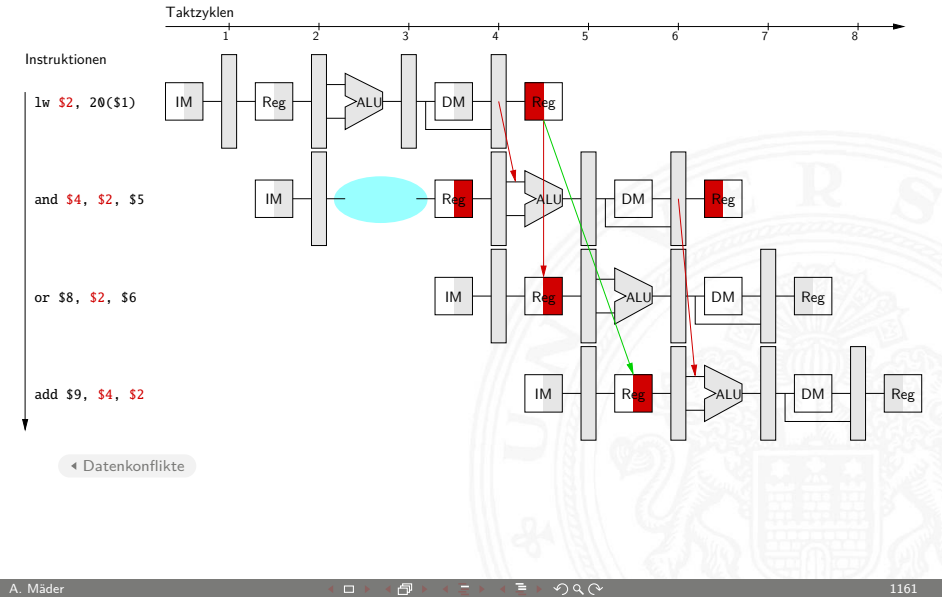 Taktzyklen
1 2 3 4 5 6 7 8
Instruktionen
lw $2, 20($1) IM Reg ALU DM Reg
and $4, $2, $5 IM Reg ALU DM Reg
or $8, $2, $6 IM Reg ALU DM Reg
add $9, $4, $2 IM Reg ALU DM Reg
Datenkonflikte
A. Mäder 1161